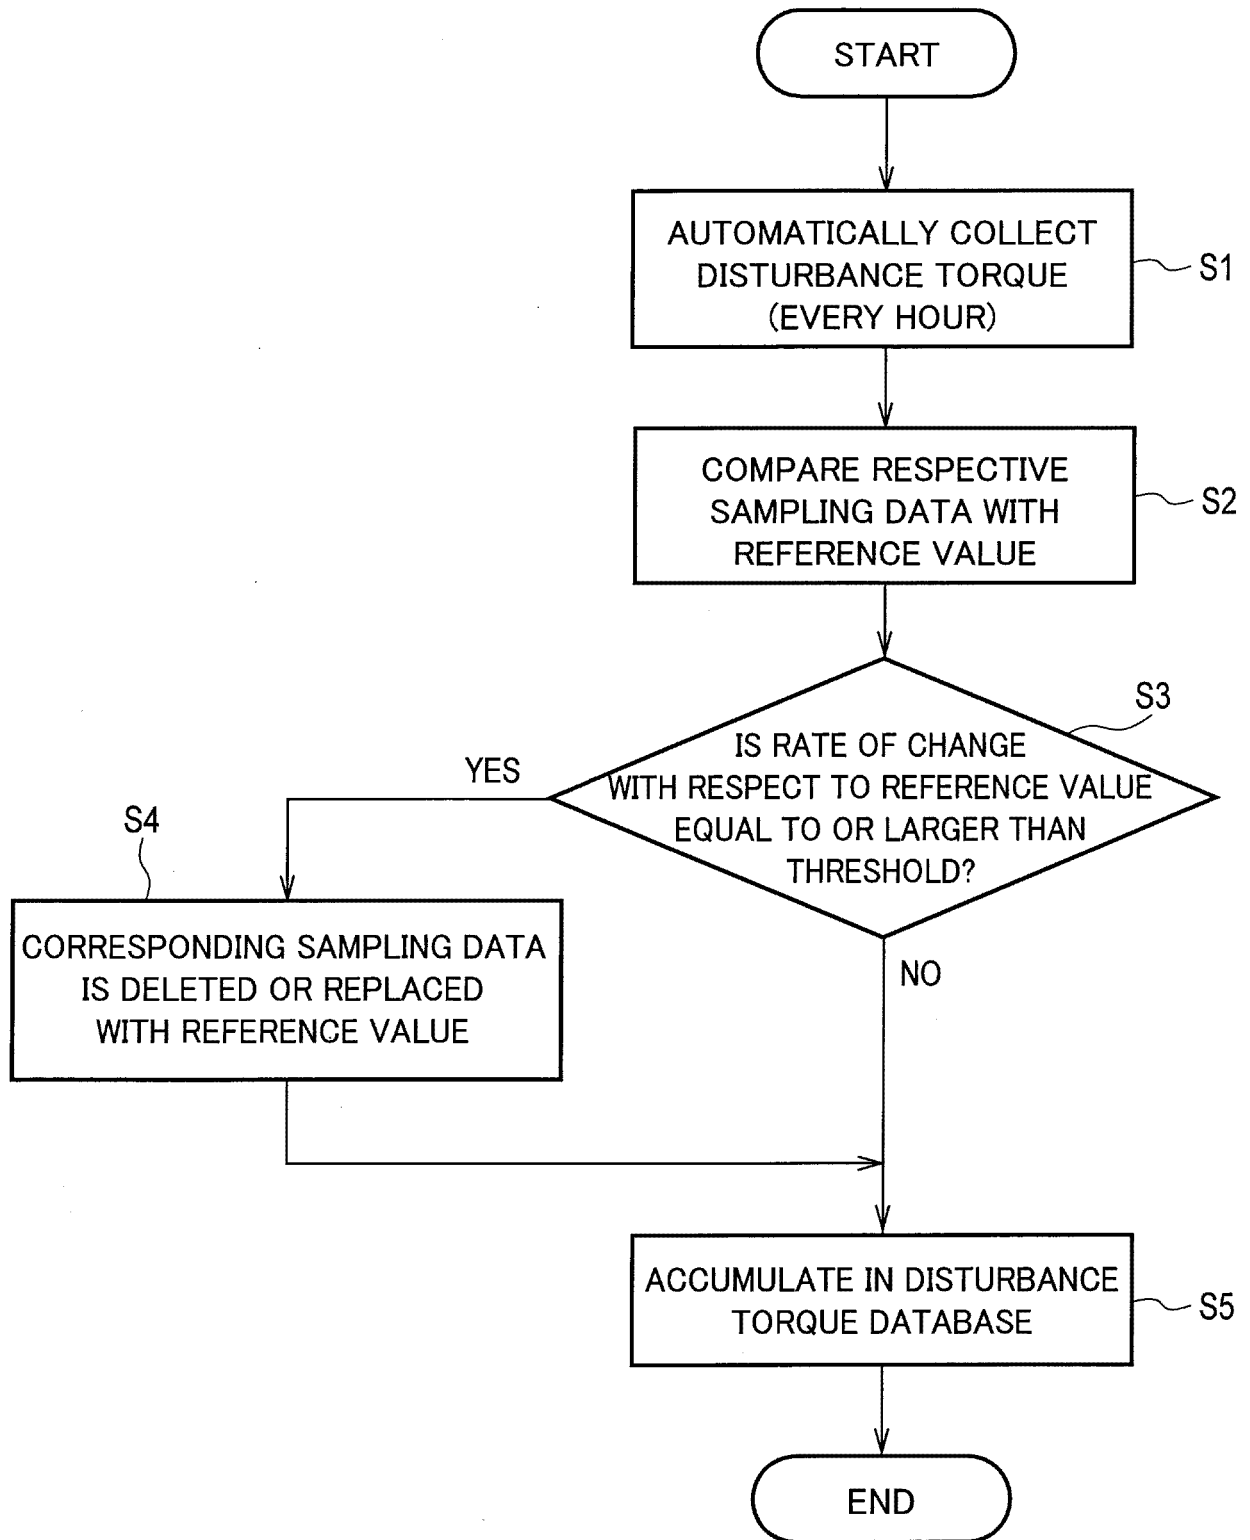 START
AUTOMATICALLY COLLECT
DISTURBANCE TORQUE
(EVERY HOUR)
S1
COMPARE RESPECTIVE
SAMPLING DATA WITH
REFERENCE VALUE
S2
S3
IS RATE OF CHANGE
WITH RESPECT TO REFERENCE VALUE
EQUAL TO OR LARGER THAN
THRESHOLD?
YES
S4
CORRESPONDING SAMPLING DATA
IS DELETED OR REPLACED
WITH REFERENCE VALUE
NO
ACCUMULATE IN DISTURBANCE
TORQUE DATABASE
S5
END